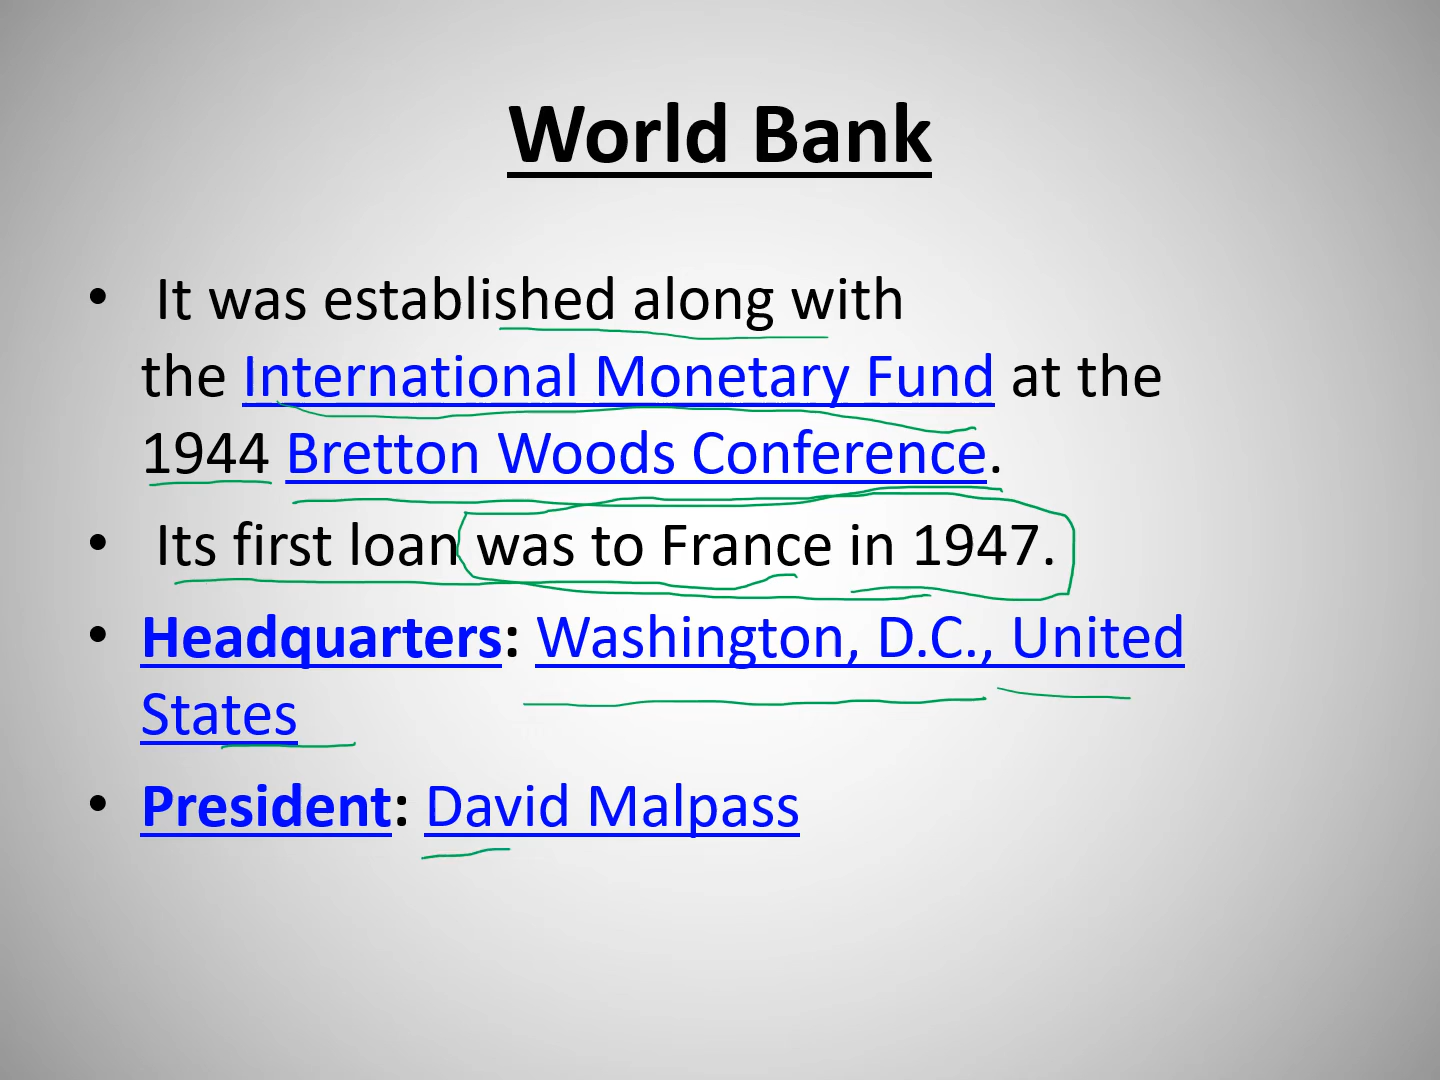 World Bank
• It was established along with
the International Monetary Fund at the
1944 Bretton Woods Conference.
• Its first loan was to France in 1947.
• Headquarters: Washington, D.C., United
States
• President: David Malpass